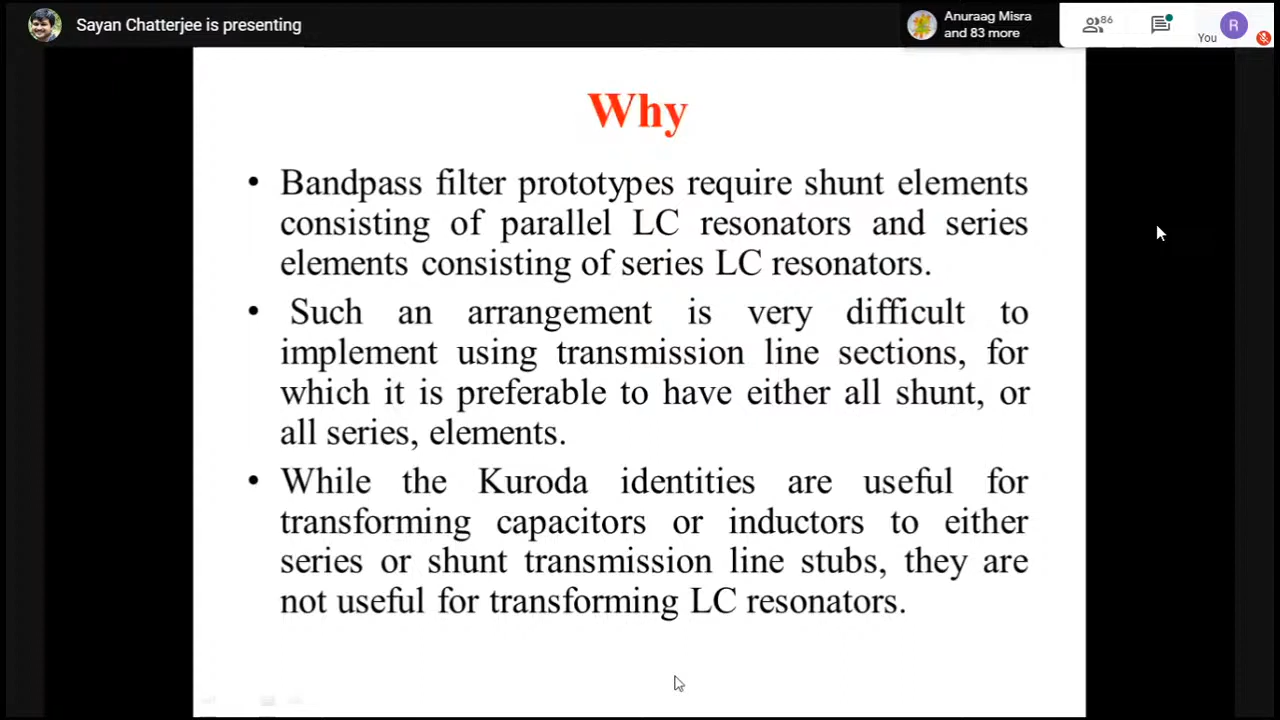 Sayan Chatterjee is presenting
Anuraag Misra
and 83 more
86
You
R
Why
• Bandpass filter prototypes require shunt elements
consisting of parallel LC resonators and series
elements consisting of series LC resonators.
• Such an arrangement is very difficult to
implement using transmission line sections, for
which it is preferable to have either all shunt, or
all series, elements.
• While the Kuroda identities are useful for
transforming capacitors or inductors to either
series or shunt transmission line stubs, they are
not useful for transforming LC resonators.